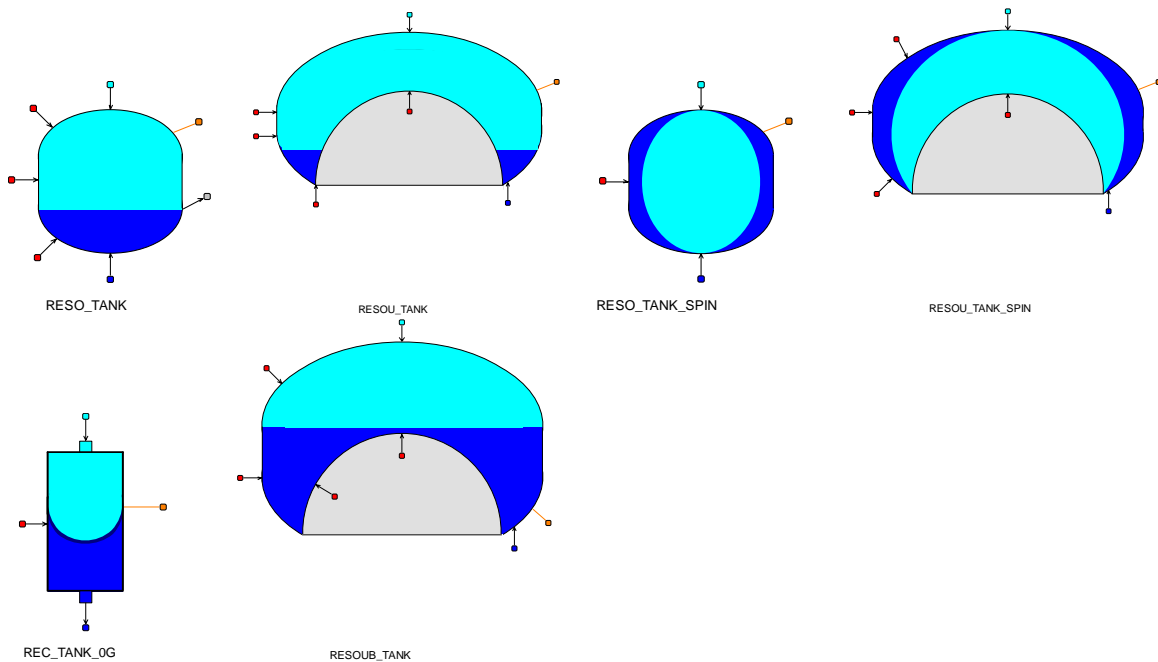 RESO_TANK
RESOU_TANK
RESO_TANK_SPIN
RESOU_TANK_SPIN
REC_TANK_0G
RESOUB_TANK